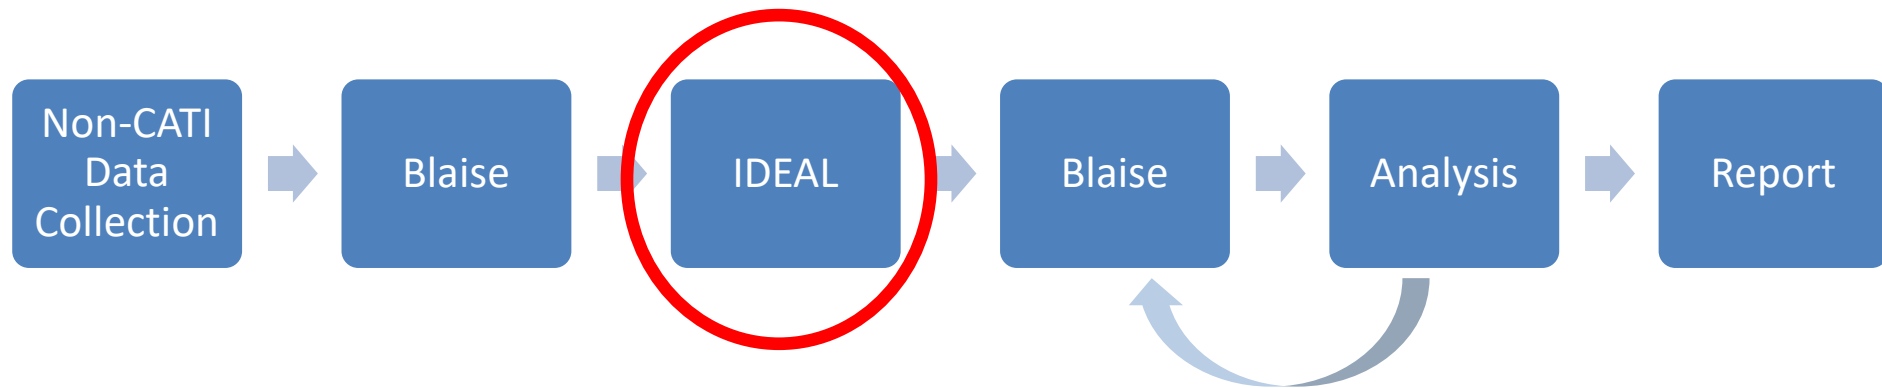 Non-CATI
Data
Collection
Blaise
IDEAL
Blaise
Analysis
Report